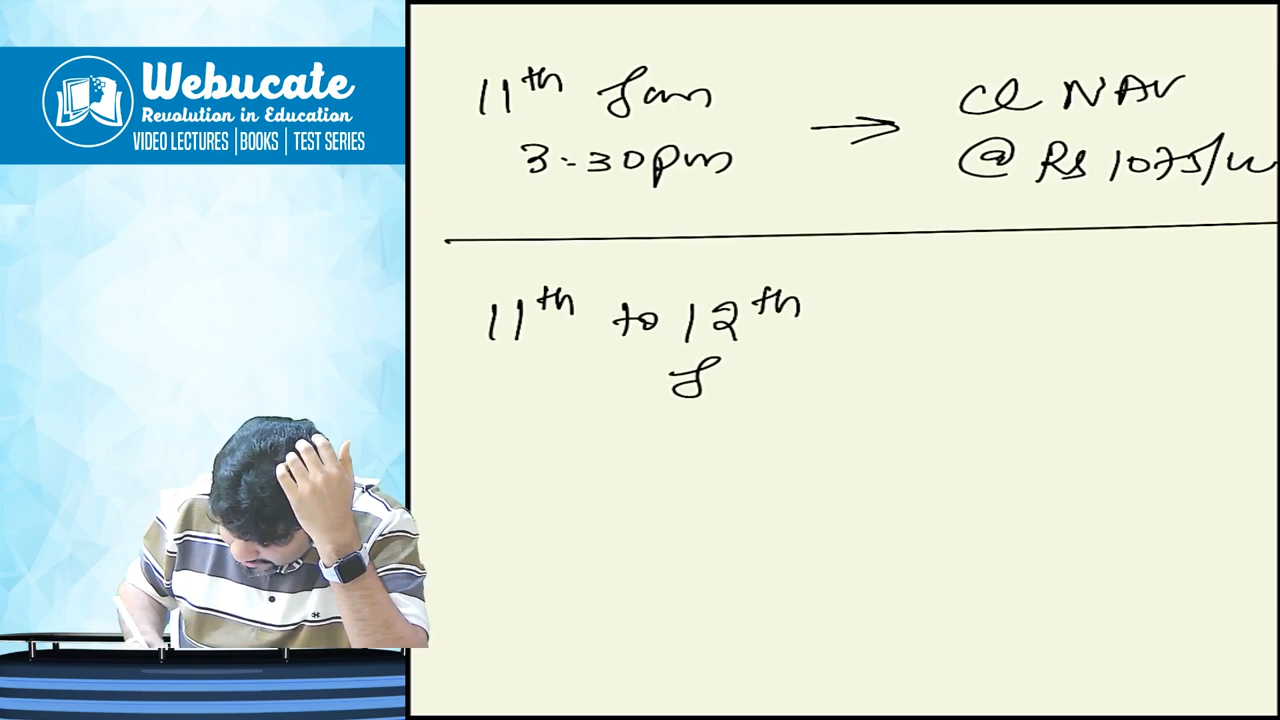 Webucate
Revolution in Education
VIDEO LECTURES | BOOKS | TEST SERIES
11th Jan
3-30pm
→
Cl NAV
@ Rs 1075/u
11th to 12th
J